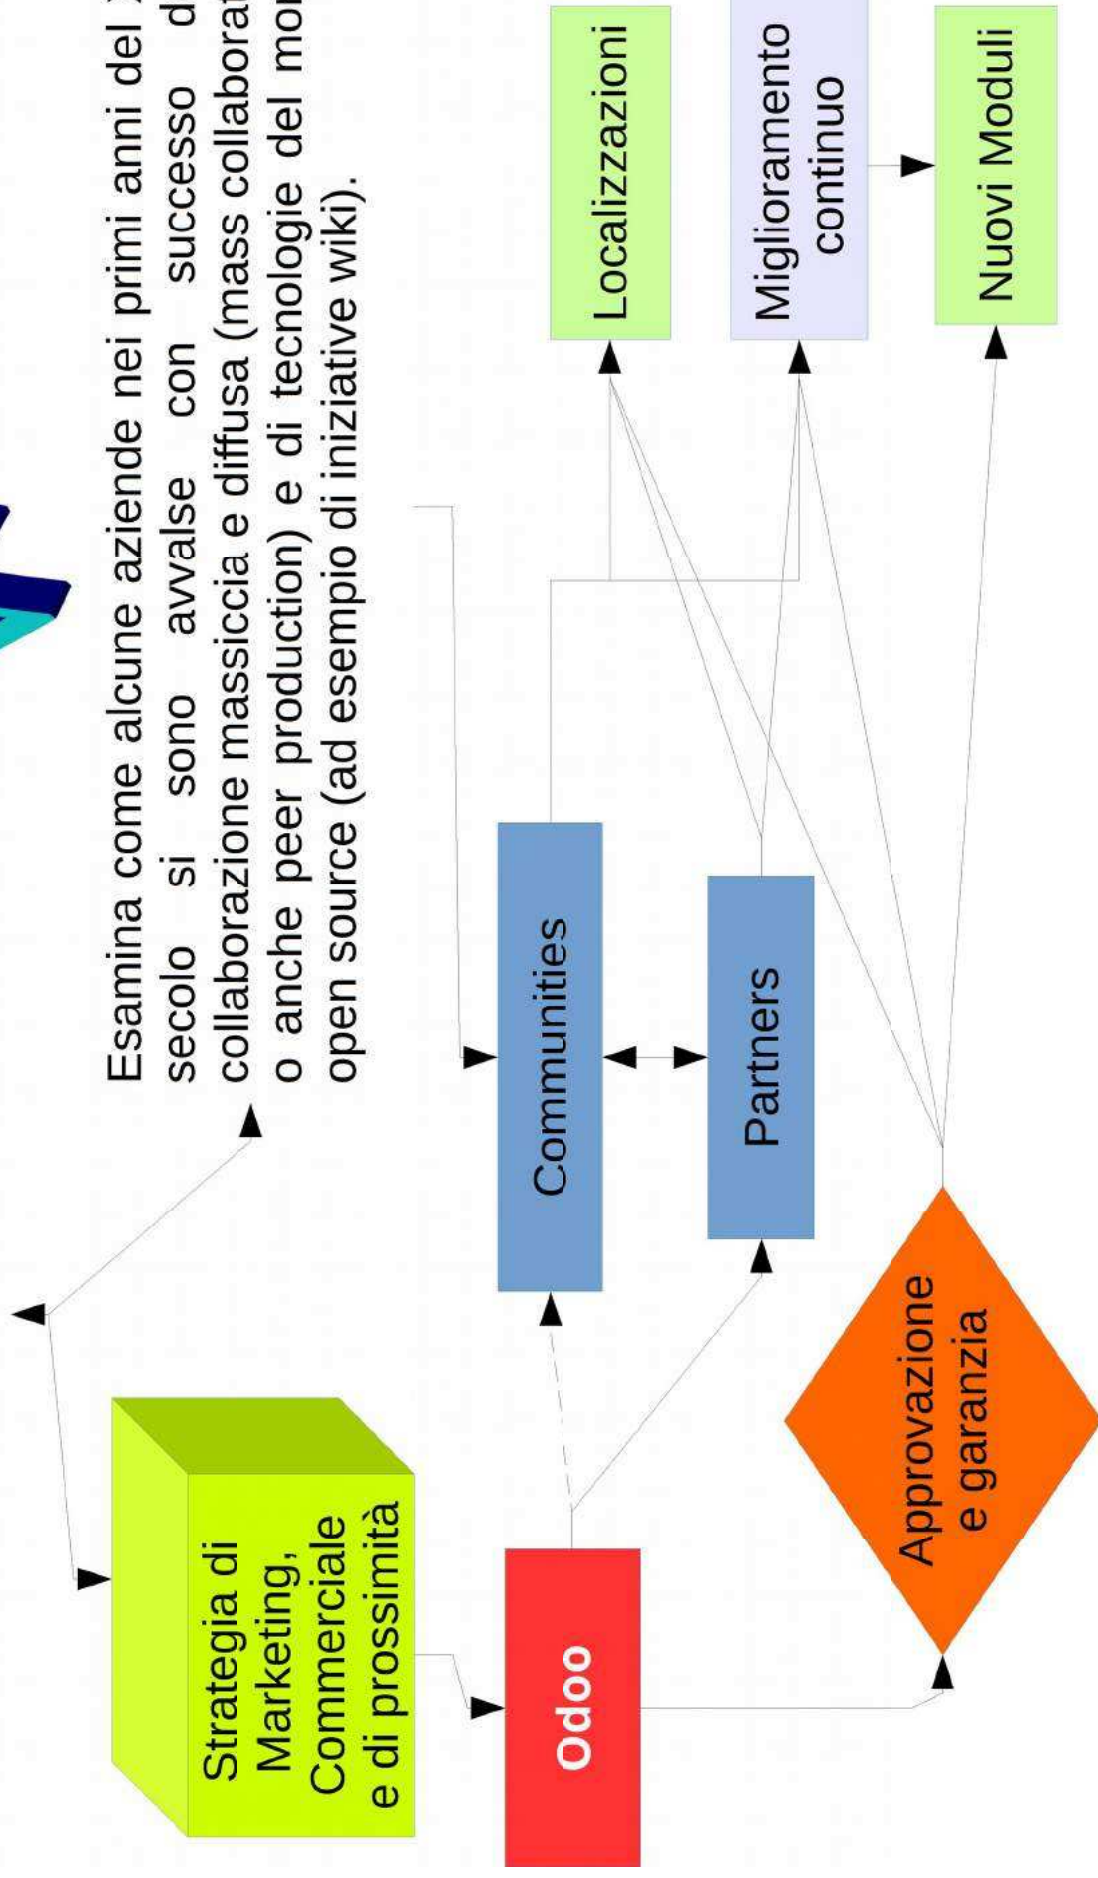 Esamina come alcune aziende nei primi anni del
secolo si sono avvalse con successo
collaborazione massiccia e diffusa (mass
o anche peer production) e di tecnologie del
open source (ad esempio di iniziative wiki).
Strategia di
Marketing,
Commerciale
e di prossimità
Odoo
Communities
Partners
Approvazione
e garanzia
Localizzazioni
Miglioramento
continuo
Nuovi Moduli